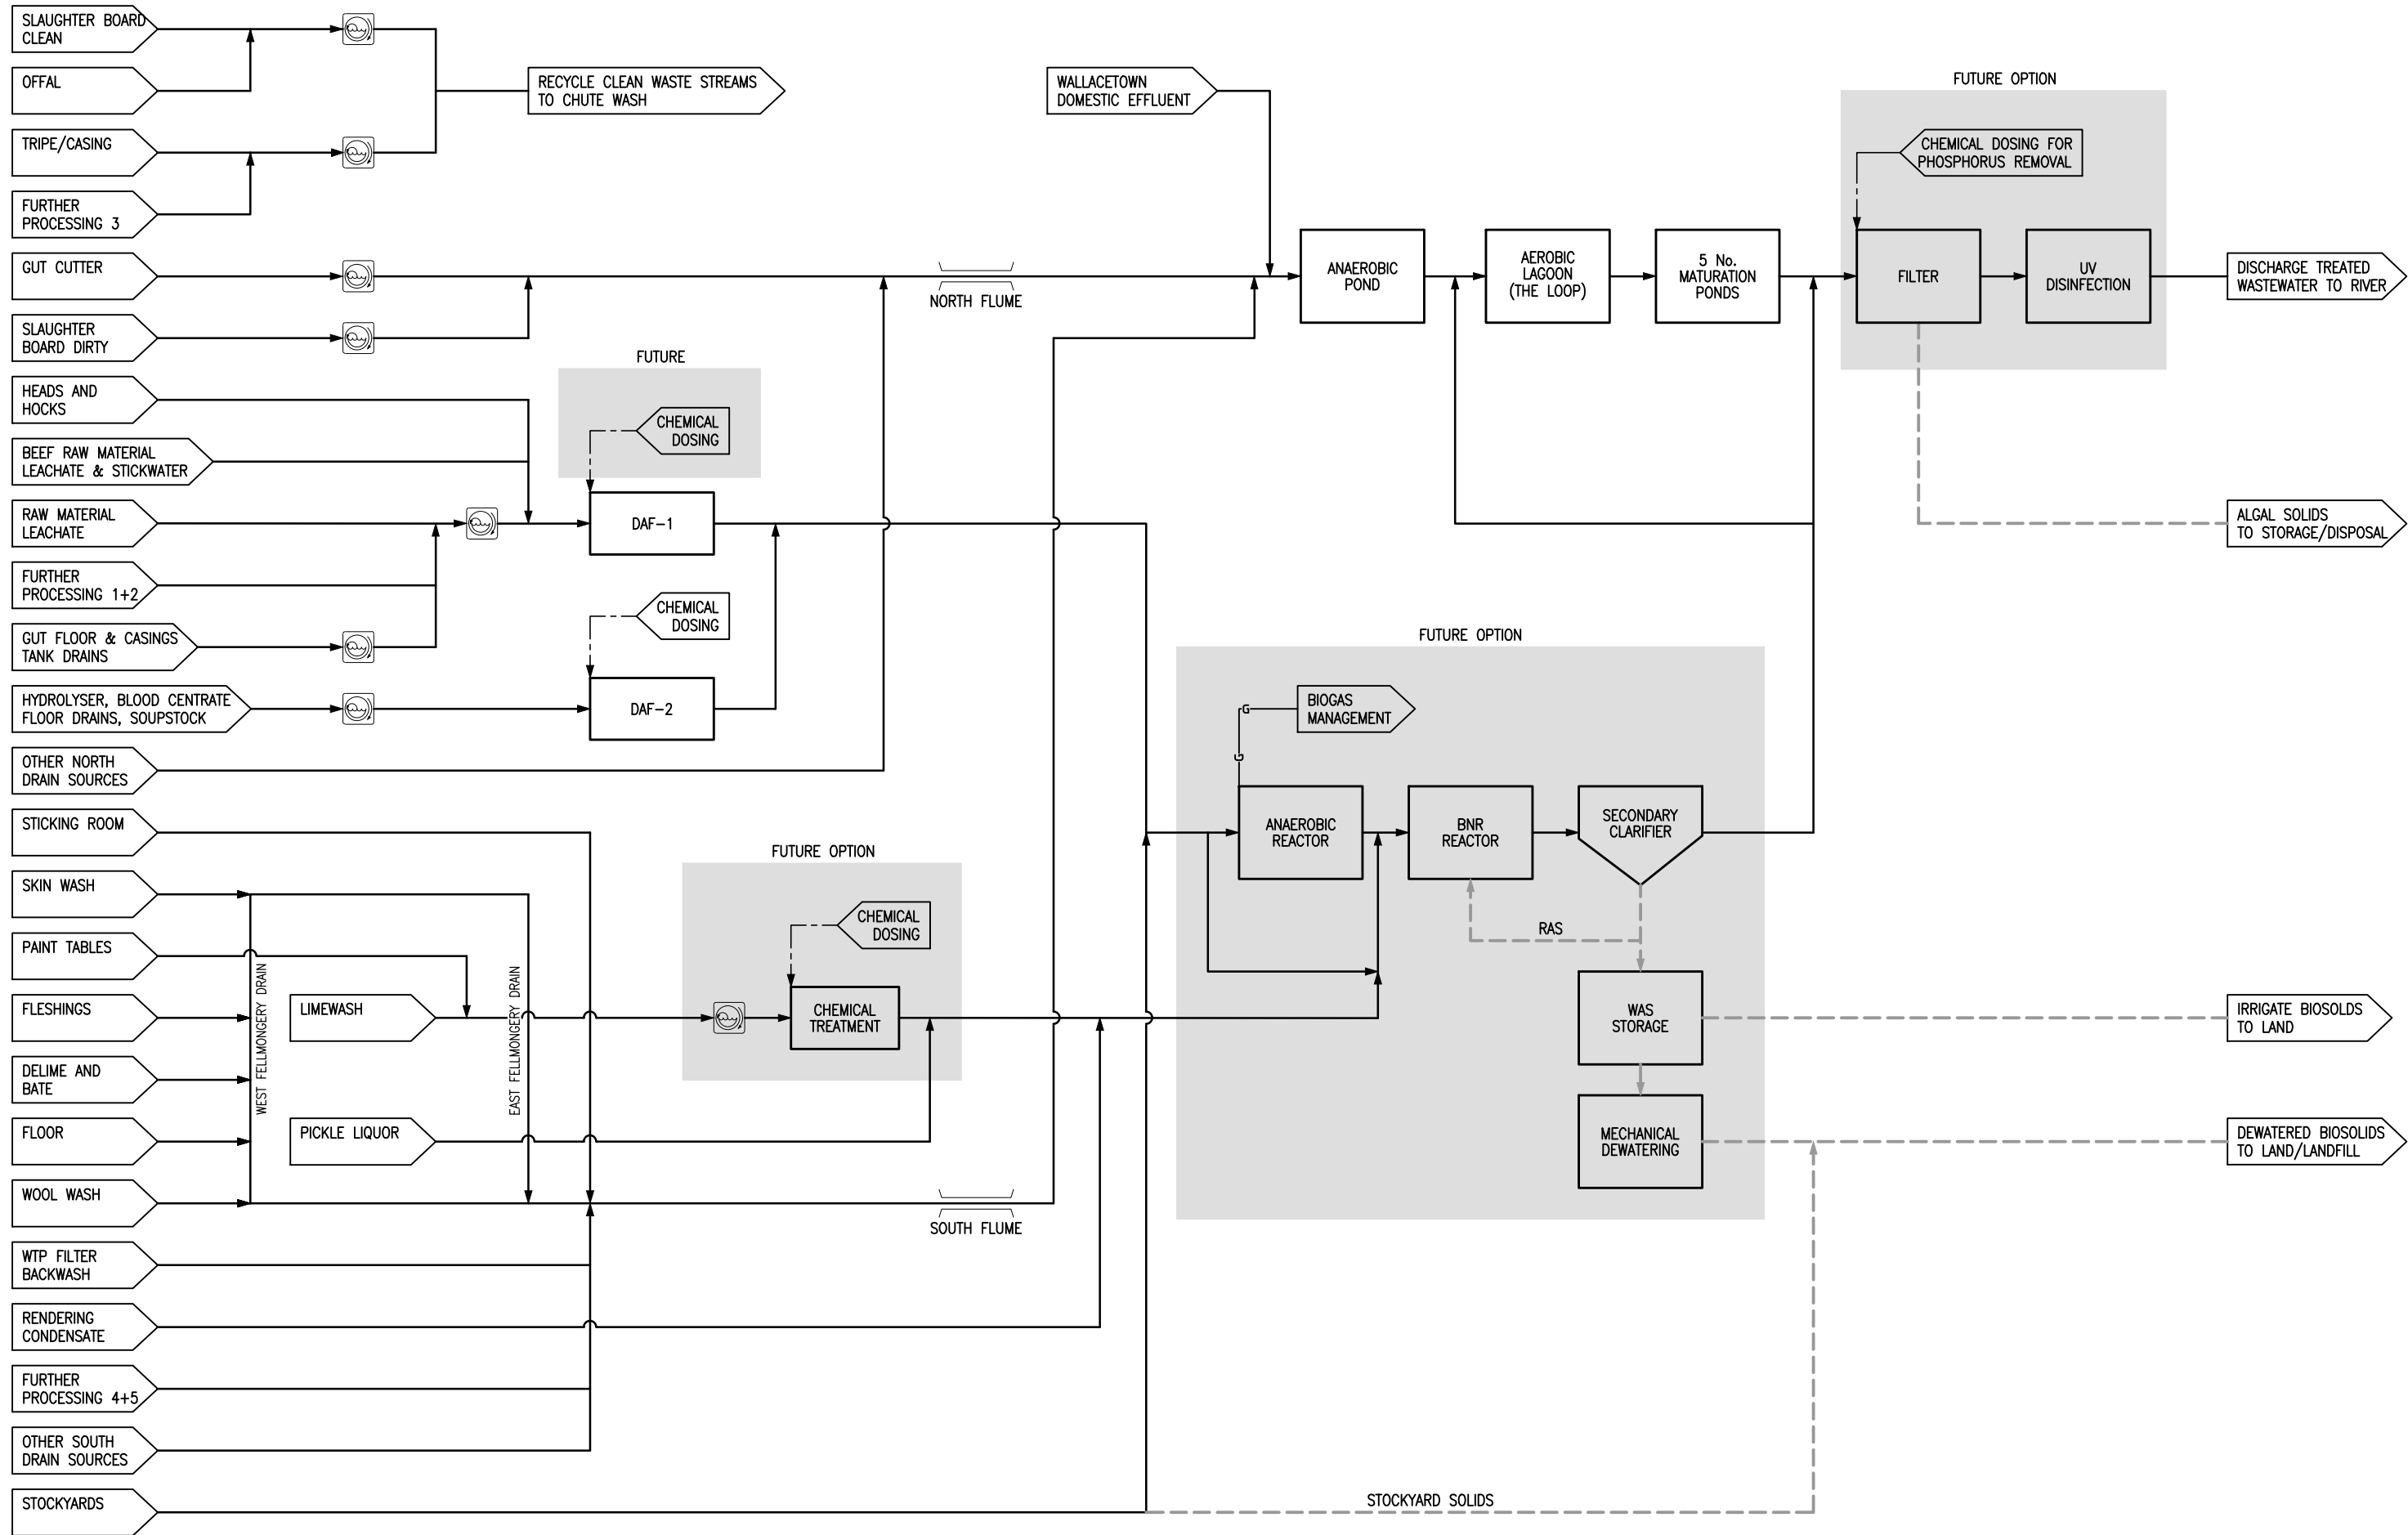 SLAUGHTER BOARD
CLEAN
OFFAL
TRIPE/CASING
FURTHER
PROCESSING 3
GUT CUTTER
SLAUGHTER
BOARD DIRTY
HEADS AND
HOCKS
BEEF RAW MATERIAL
LEACHATE & STICKWATER
RAW MATERIAL
LEACHATE
FURTHER
PROCESSING 1+2
GUT FLOOR & CASINGS
TANK DRAINS
HYDROLYSER, BLOOD CENTRATE
FLOOR DRAINS, SOUPSTOCK
OTHER NORTH
DRAIN SOURCES
STICKING ROOM
SKIN WASH
PAINT TABLES
FLESHINGS
DELIME AND
BATE
FLOOR
WOOL WASH
WTP FILTER
BACKWASH
RENDERING
CONDENSATE
FURTHER
PROCESSING 4+5
OTHER SOUTH
DRAIN SOURCES
STOCKYARDS
WEST FELLMONGERY DRAIN
LIMEWASH
PICKLE LIQUOR
EAST FELLMONGERY DRAIN
RECYCLE CLEAN WASTE STREAMS
TO CHUTE WASH
FUTURE
CHEMICAL
DOSING
DAF-1
CHEMICAL
DOSING
DAF-2
FUTURE OPTION
CHEMICAL
DOSING
CHEMICAL
TREATMENT
NORTH FLUME
SOUTH FLUME
WALLACETOWN
DOMESTIC EFFLUENT
ANAEROBIC
POND
AEROBIC
LAGOON
(THE LOOP)
5 No.
MATURATION
PONDS
FUTURE OPTION
CHEMICAL DOSING FOR
PHOSPHORUS REMOVAL
FILTER
UV
DISINFECTION
DISCHARGE TREATED
WASTEWATER TO RIVER
ALGAL SOLIDS
TO STORAGE/DISPOSAL
FUTURE OPTION
BIOGAS
MANAGEMENT
G
G
ANAEROBIC
REACTOR
BNR
REACTOR
SECONDARY
CLARIFIER
RAS
WAS
STORAGE
MECHANICAL
DEWATERING
IRRIGATE BIOSOLDS
TO LAND
DEWATERED BIOSOLIDS
TO LAND/LANDFILL
STOCKYARD SOLIDS